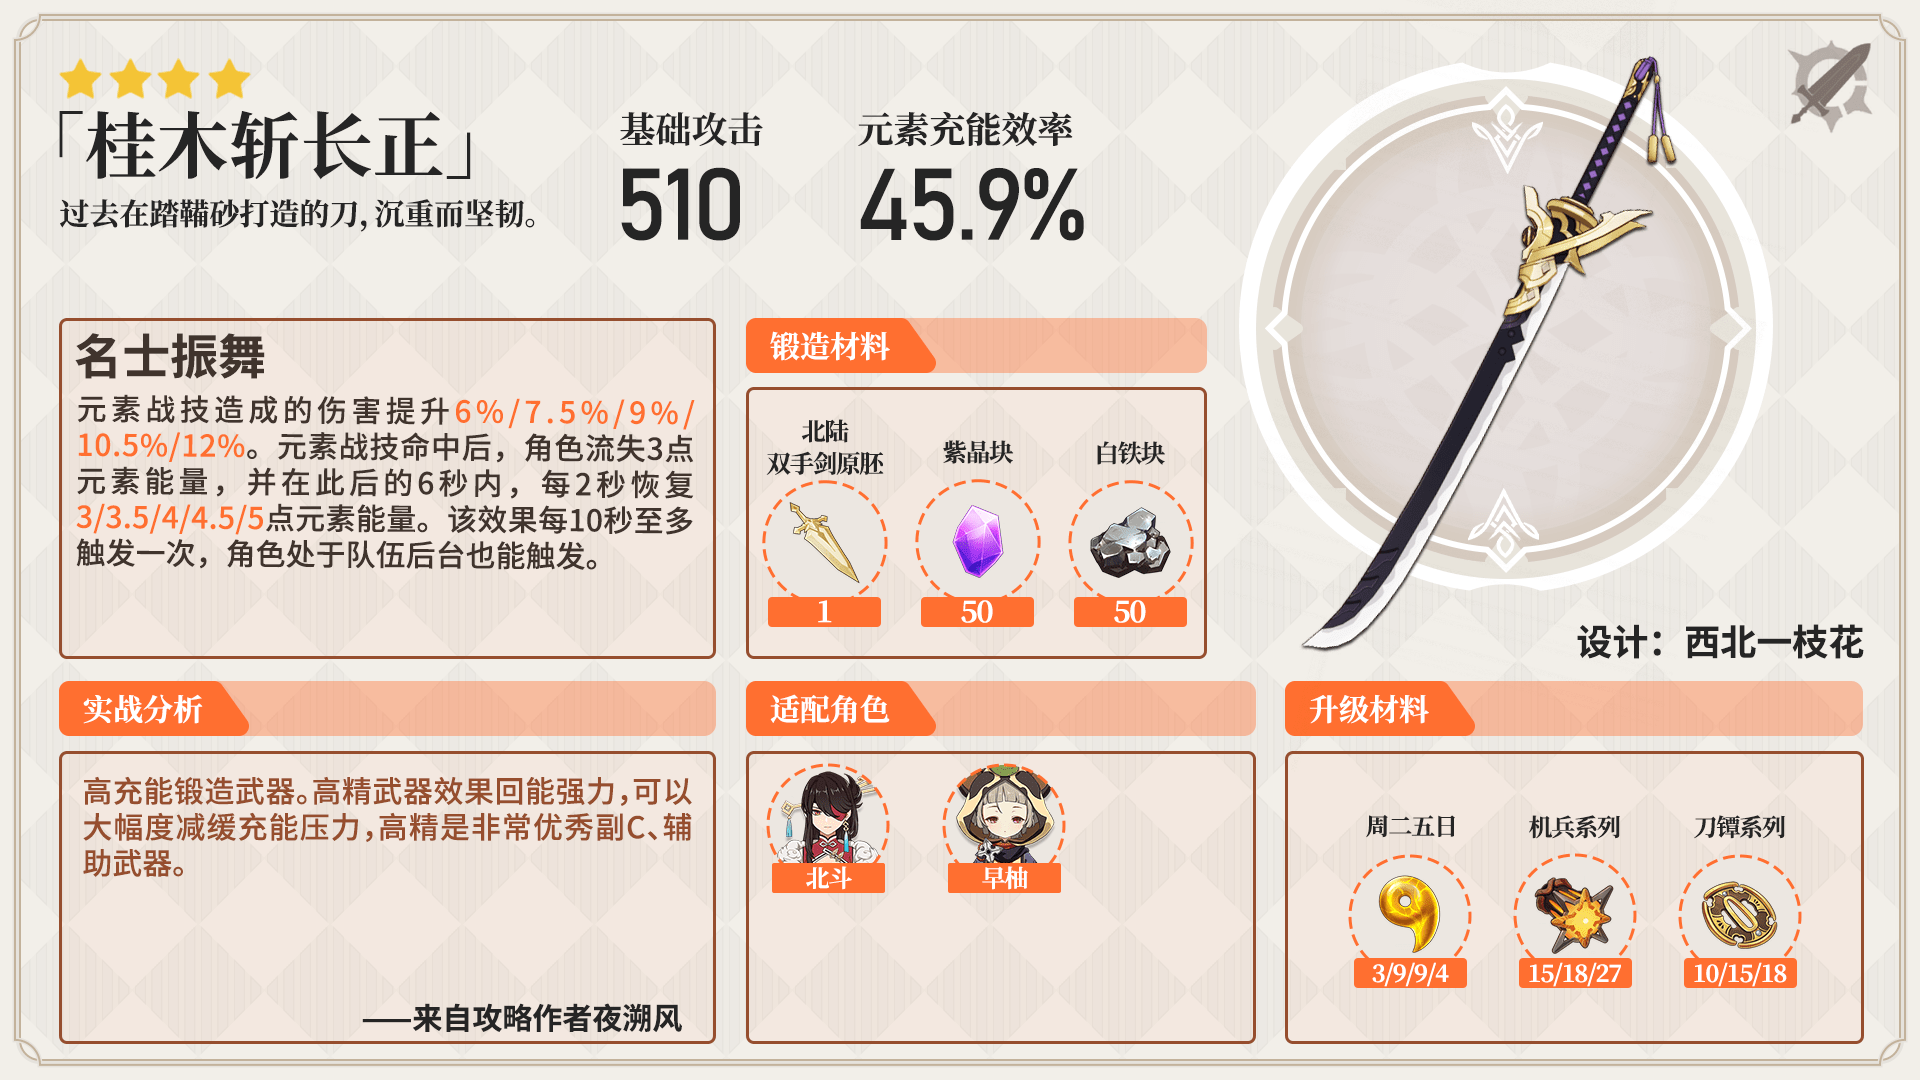 「桂木斩长正」
过去在踏鞴砂打造的刀，沉重而坚韧。
基础攻击
510
元素充能效率
45.9%
名士振舞
元素战技造成的伤害提升6%/7.5%/9%/
10.5%/12%。元素战技命中后，角色流失3点
元素能量，并在此后的6秒内，每2秒恢复
3/3.5/4/4.5/5点元素能量。该效果每10秒至多
触发一次，角色处于队伍后台也能触发。
锻造材料
北陆
双手剑原胚
紫晶块
白铁块
1
50
50
设计：西北一枝花
实战分析
高充能锻造武器。高精武器效果回能强力，可以
大幅度减缓充能压力，高精是非常优秀副C、辅
助武器。
——来自攻略作者夜溯风
适配角色
北斗
早柚
升级材料
周二五日
机兵系列
刀镡系列
3/9/9/4
15/18/27
10/15/18